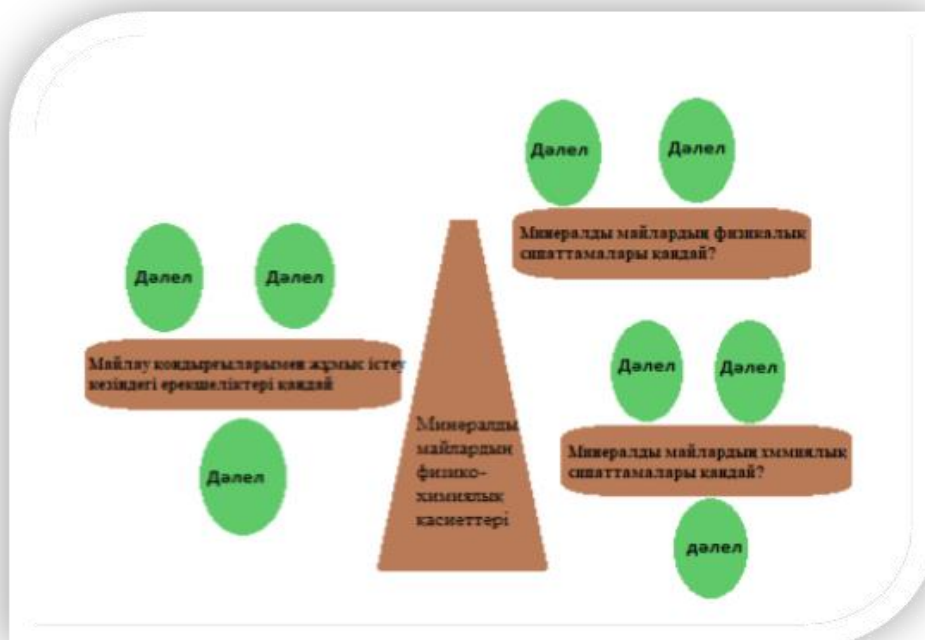 Дәлел
Дәлел
Минералды майлардың физикалық
сипаттамалары қандай?
Дәлел
Дәлел
Майлау қондырғыларымен жұмыс істеу
кезіндегі ерекшеліктері қандай
Дәлел
Дәлел
Дәлел
Минералды майлардың химиялық
сипаттамалары қандай?
дәлел
Минералды
майлардың
физико-
химиялық
қасиеттері